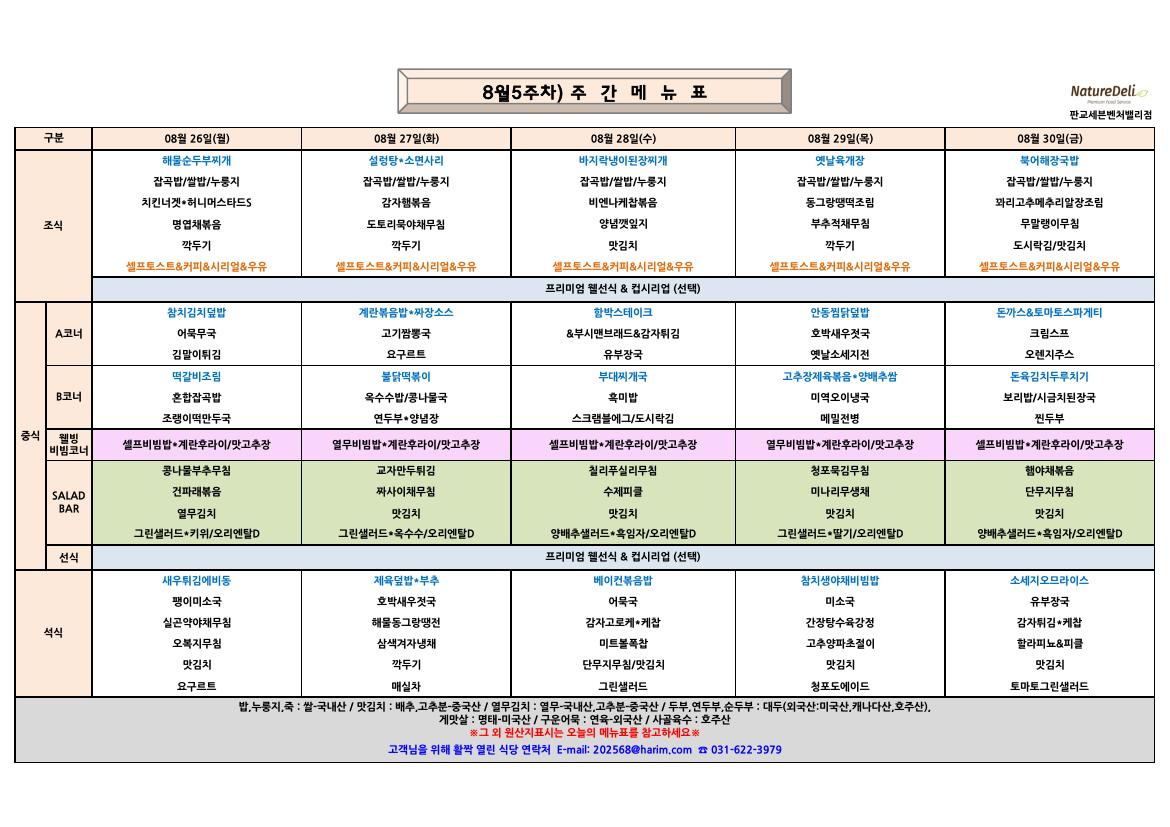 8월5주차) 주 간 메 뉴 표
NatureDeli
Premium Food Service
판교세븐벤처밸리점
구분 08월 26일(월) 08월 27일(화) 08월 28일(수) 08월 29일(목) 08월 30일(금)
해물순두부찌개 설렁탕*소면사리 바지락냉이된장찌개 옛날육개장 북어해장국밥
잡곡밥/쌀밥/누룽지 잡곡밥/쌀밥/누룽지 잡곡밥/쌀밥/누룽지 잡곡밥/쌀밥/누룽지 잡곡밥/쌀밥/누룽지
치킨너겟*허니머스타드S 감자햄볶음 비엔나케찹볶음 동그랑땡떡조림 꽈리고추메추리알장조림
조식 명엽채볶음 도토리묵야채무침 양념깻잎지 부추적채무침 무말랭이무침
깍두기 깍두기 맛김치 깍두기 도시락김/맛김치
셀프토스트&커피&시리얼&우유 셀프토스트&커피&시리얼&우유 셀프토스트&커피&시리얼&우유 셀프토스트&커피&시리얼&우유 셀프토스트&커피&시리얼&우유
프리미엄 웰선식 & 컵시리업 (선택)
참치김치덮밥 계란볶음밥*짜장소스 함박스테이크 안동찜닭덮밥 돈까스&토마토스파게티
A코너 어묵무국 고기짬뽕국 &부시맨브래드&감자튀김 호박새우젓국 크림스프
김말이튀김 요구르트 유부장국 옛날소세지전 오렌지주스
떡갈비조림 불닭떡볶이 부대찌개국 고추장제육볶음*양배추쌈 돈육김치두루치기
B코너 혼합잡곡밥 옥수수밥/콩나물국 흑미밥 미역오이냉국 보리밥/시금치된장국
조랭이떡만두국 연두부*양념장 스크램블에그/도시락김 메밀전병 찐두부
중식
웰빙
비빔코너
셀프비빔밥*계란후라이/맛고추장 열무비빔밥*계란후라이/맛고추장 셀프비빔밥*계란후라이/맛고추장 열무비빔밥*계란후라이/맛고추장 셀프비빔밥*계란후라이/맛고추장
콩나물부추무침 교자만두튀김 칠리푸실리무침 청포묵김무침 햄야채볶음
SALAD
BAR
건파래볶음 짜사이채무침 수제피클 미나리무생채 단무지무침
열무김치 맛김치 맛김치 맛김치 맛김치
그린샐러드*키위/오리엔탈D 그린샐러드*옥수수/오리엔탈D 양배추샐러드*흑임자/오리엔탈D 그린샐러드*딸기/오리엔탈D 양배추샐러드*흑임자/오리엔탈D
선식 프리미엄 웰선식 & 컵시리업 (선택)
새우튀김에비동 제육덮밥*부추 베이컨볶음밥 참치생야채비빔밥 소세지오므라이스
팽이미소국 호박새우젓국 어묵국 미소국 유부장국
석식 실곤약야채무침 해물동그랑땡전 감자고로케*케찹 간장탕수육강정 감자튀김*케찹
오복지무침 삼색겨자냉채 미트볼폭찹 고추양파초절이 할라피뇨&피클
맛김치 깍두기 단무지무침/맛김치 맛김치 맛김치
요구르트 매실차 그린샐러드 청포도에이드 토마토그린샐러드
밥,누룽지,죽 : 쌀-국내산 / 맛김치 : 배추,고추분-중국산 / 열무김치 : 열무-국내산,고추분-중국산 / 두부,연두부,순두부 : 대두(외국산:미국산,캐나다산,호주산),
게맛살 : 명태-미국산 / 구운어묵 : 연육-외국산 / 사골육수 : 호주산
※그 외 원산지표시는 오늘의 메뉴표를 참고하세요※
고객님을 위해 활짝 열린 식당 연락처 E-mail: 202568@harim.com ☎ 031-622-3979